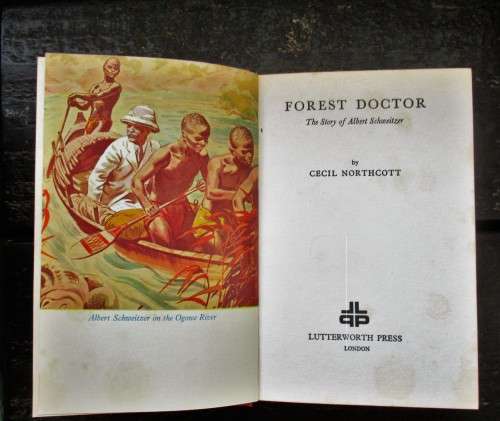 Albert Schweitzer on the Ogowe River
FOREST DOCTOR
The Story of Albert Schweitzer
by
CECIL NORTHCOTT
LUTTERWORTH PRESS
LONDON